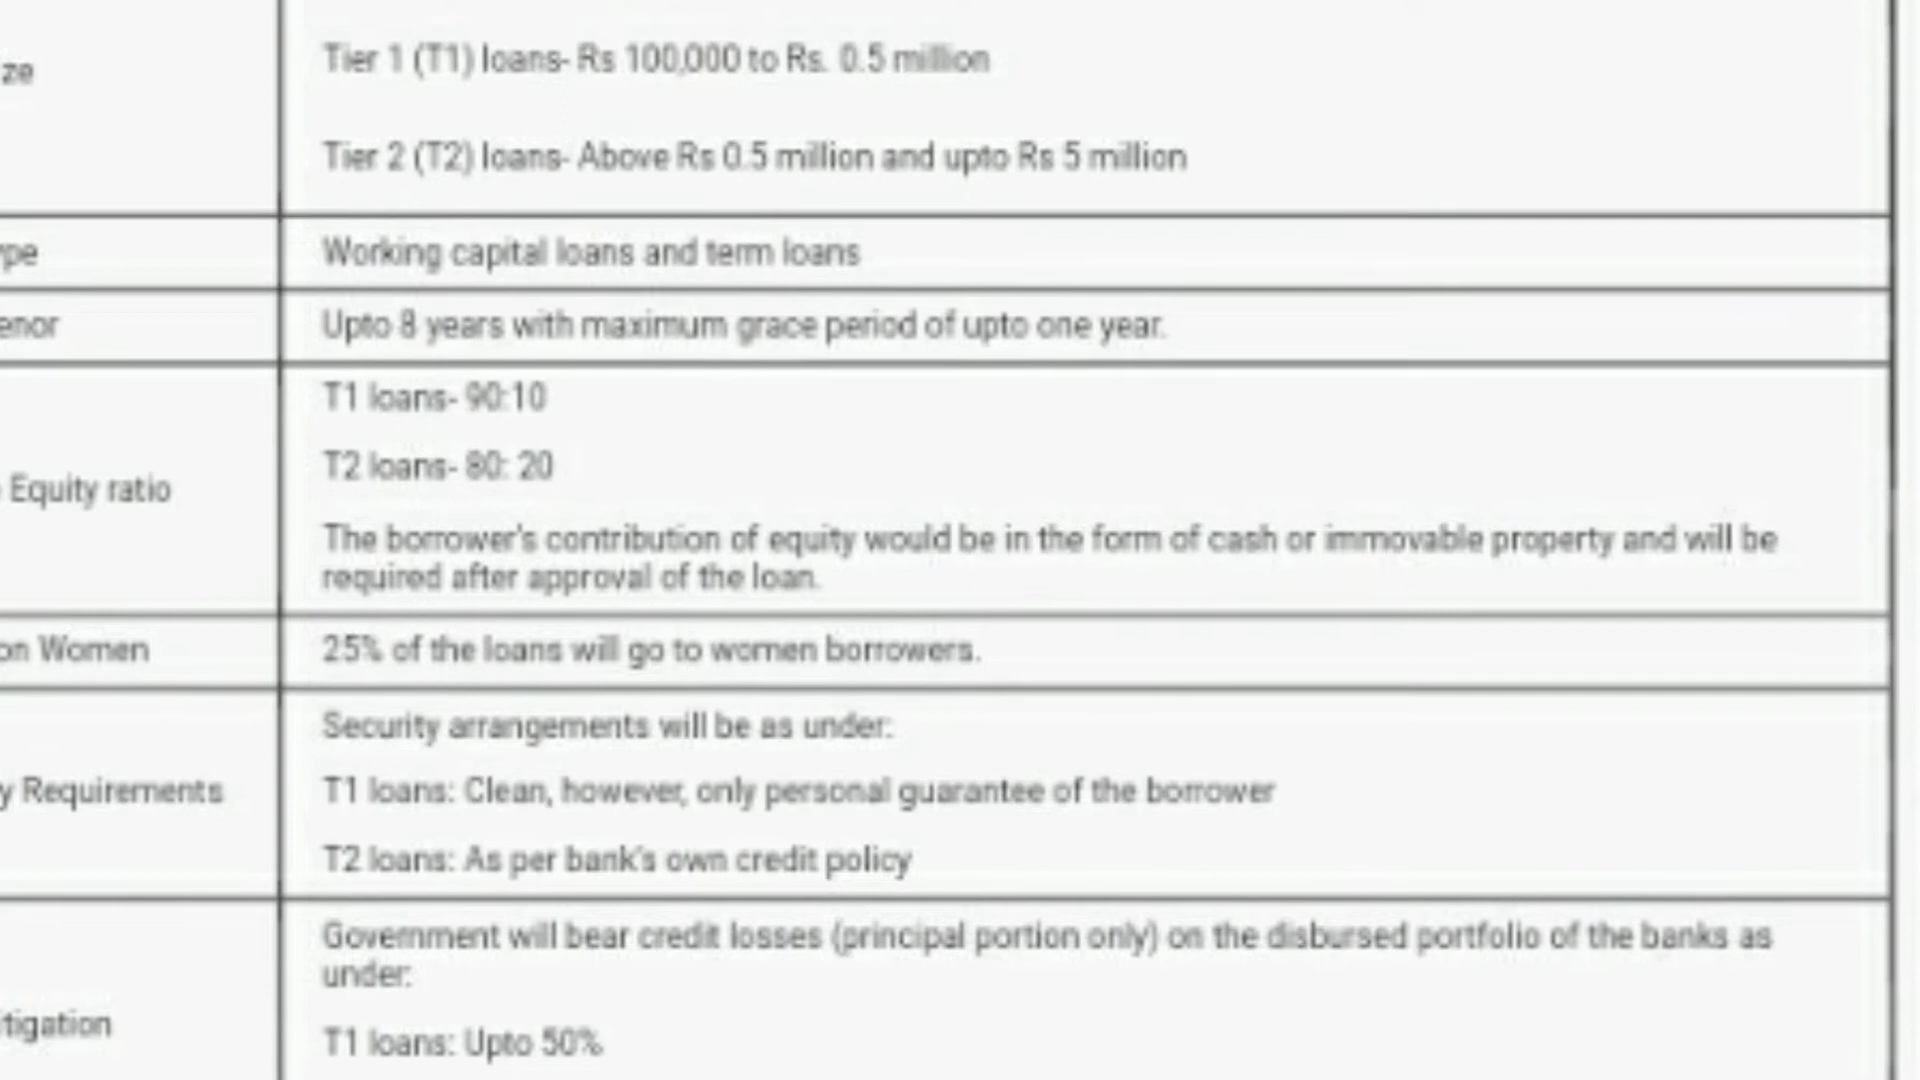 ze
Tier 1 (T1) loans- Rs 100,000 to Rs. 0.5 million
Tier 2 (T2) loans- Above Rs 0.5 million and upto Rs 5 million
ype
Working capital loans and term loans
enor
Upto 8 years with maximum grace period of upto one year.
Equity ratio
T1 loans- 90:10
T2 loans- 80: 20
The borrower's contribution of equity would be in the form of cash or immovable property and will be
required after approval of the loan.
on Women
25% of the loans will go to women borrowers.
y Requirements
Security arrangements will be as under:
T1 loans: Clean, however, only personal guarantee of the borrower
T2 loans: As per bank's own credit policy
tigation
Government will bear credit losses (principal portion only) on the disbursed portfolio of the banks as
under:
T1 loans: Upto 50%